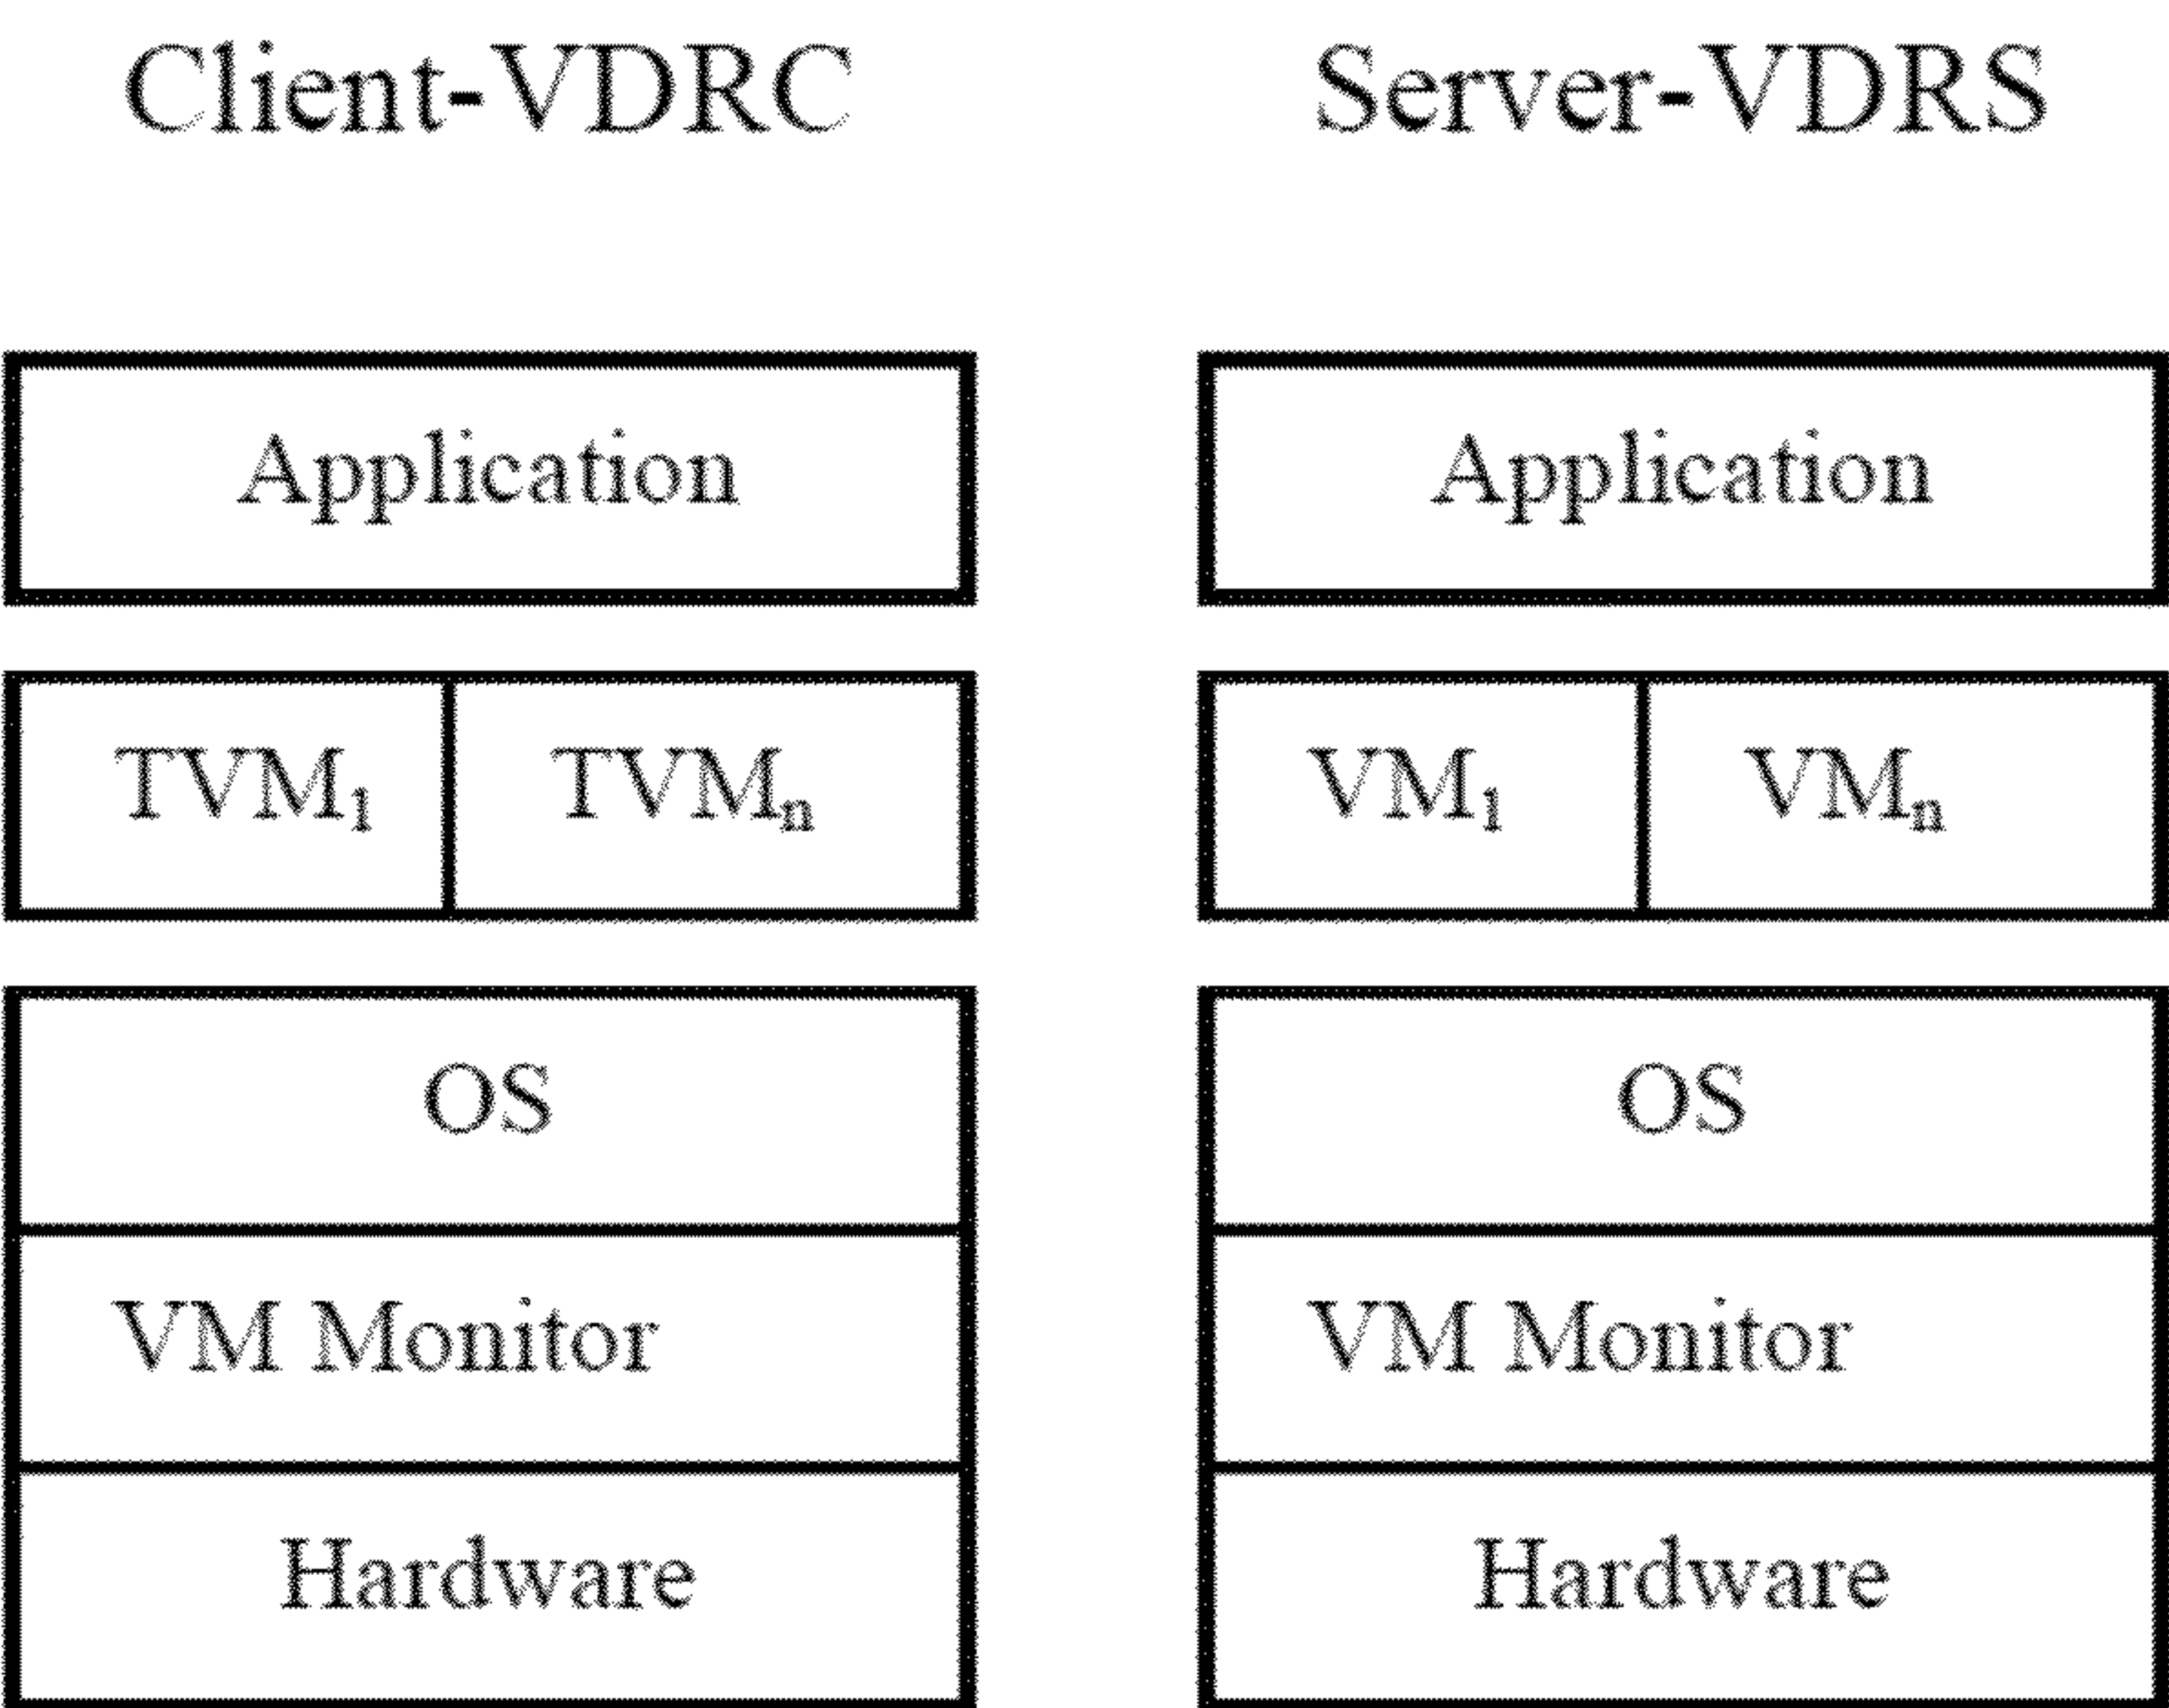 Client-VDRC Server-VDRS
Application Application
TVM₁ TVMₙ VM₁ VMₙ
OS OS
VM Monitor VM Monitor
Hardware Hardware